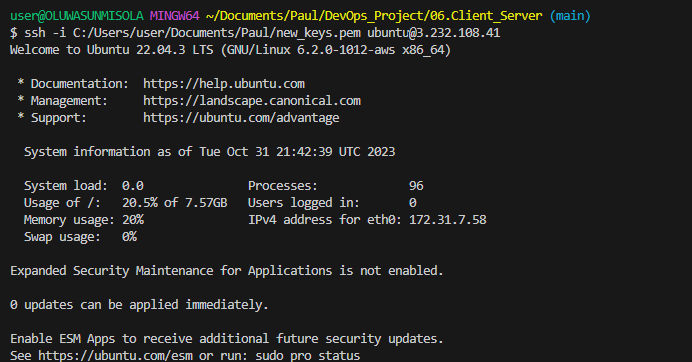 user@OLUWASUNMISOLA MINGW64 ~/Documents/Paul/DevOps_Project/06.Client_Server (main)
$ ssh -i C:/Users/user/Documents/Paul/new_keys.pem ubuntu@3.232.108.41
Welcome to Ubuntu 22.04.3 LTS (GNU/Linux 6.2.0-1012-aws x86_64)
* Documentation: https://help.ubuntu.com
* Management: https://landscape.canonical.com
* Support: https://ubuntu.com/advantage
System information as of Tue Oct 31 21:42:39 UTC 2023
System load: 0.0 Processes: 96
Usage of /: 20.5% of 7.57GB Users logged in: 0
Memory usage: 20% IPv4 address for eth0: 172.31.7.58
Swap usage: 0%
Expanded Security Maintenance for Applications is not enabled.
0 updates can be applied immediately.
Enable ESM Apps to receive additional future security updates.
See https://ubuntu.com/esm or run: sudo pro status